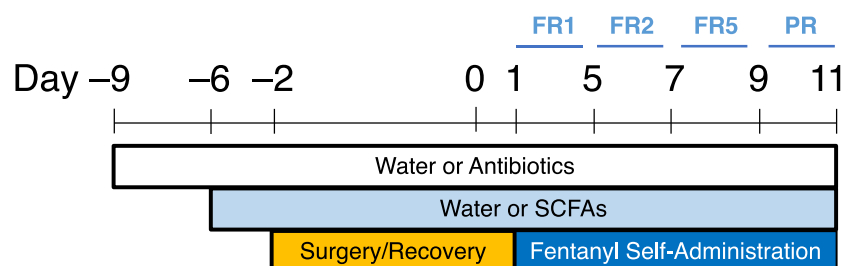 FR1 FR2 FR5 PR
Day –9 –6 –2 0 1 5 7 9 11
Water or Antibiotics
Water or SCFAs
Surgery/Recovery Fentanyl Self-Administration